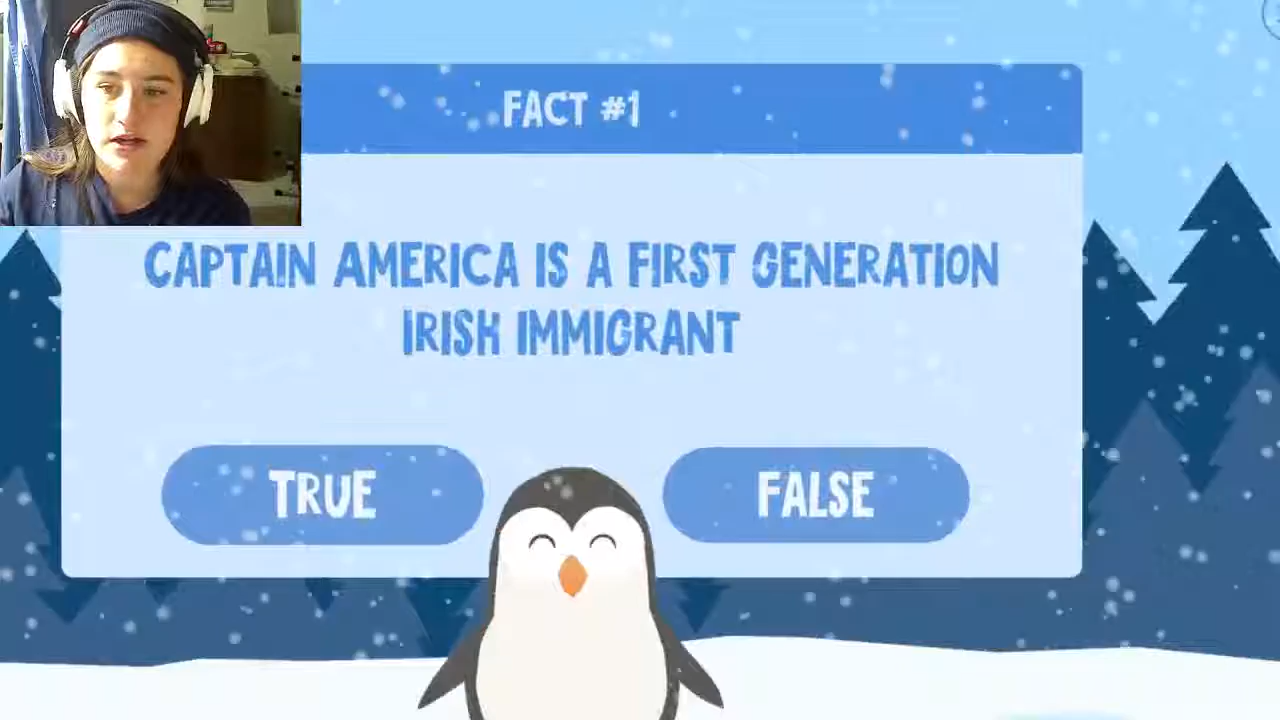 FACT #1
CAPTAIN AMERICA IS A FIRST GENERATION
IRISH IMMIGRANT
TRUE
FALSE